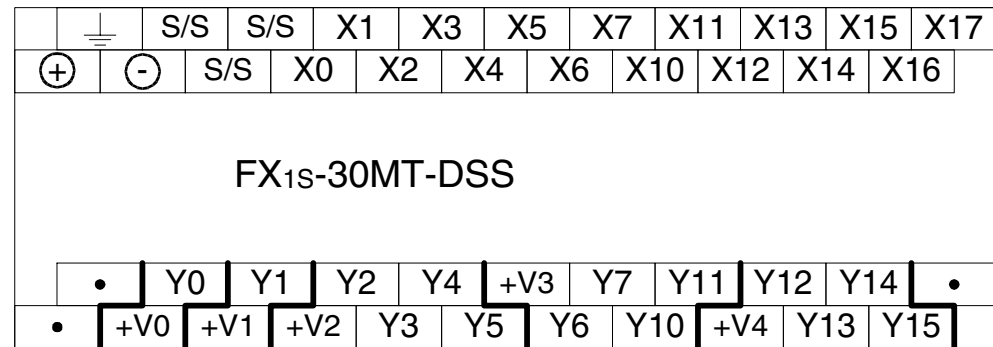 S/S S/S X1 X3 X5 X7 X11 X13 X15 X17
+ - S/S X0 X2 X4 X6 X10 X12 X14 X16
FX1S-30MT-DSS
• Y0 Y1 Y2 Y4 +V3 Y7 Y11 Y12 Y14 •
• +V0 +V1 +V2 Y3 Y5 Y6 Y10 +V4 Y13 Y15